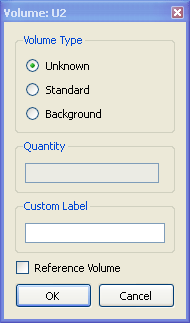 Volume: U2
Volume Type
Unknown
Standard
Background
Quantity
Custom Label
Reference Volume
OK
Cancel